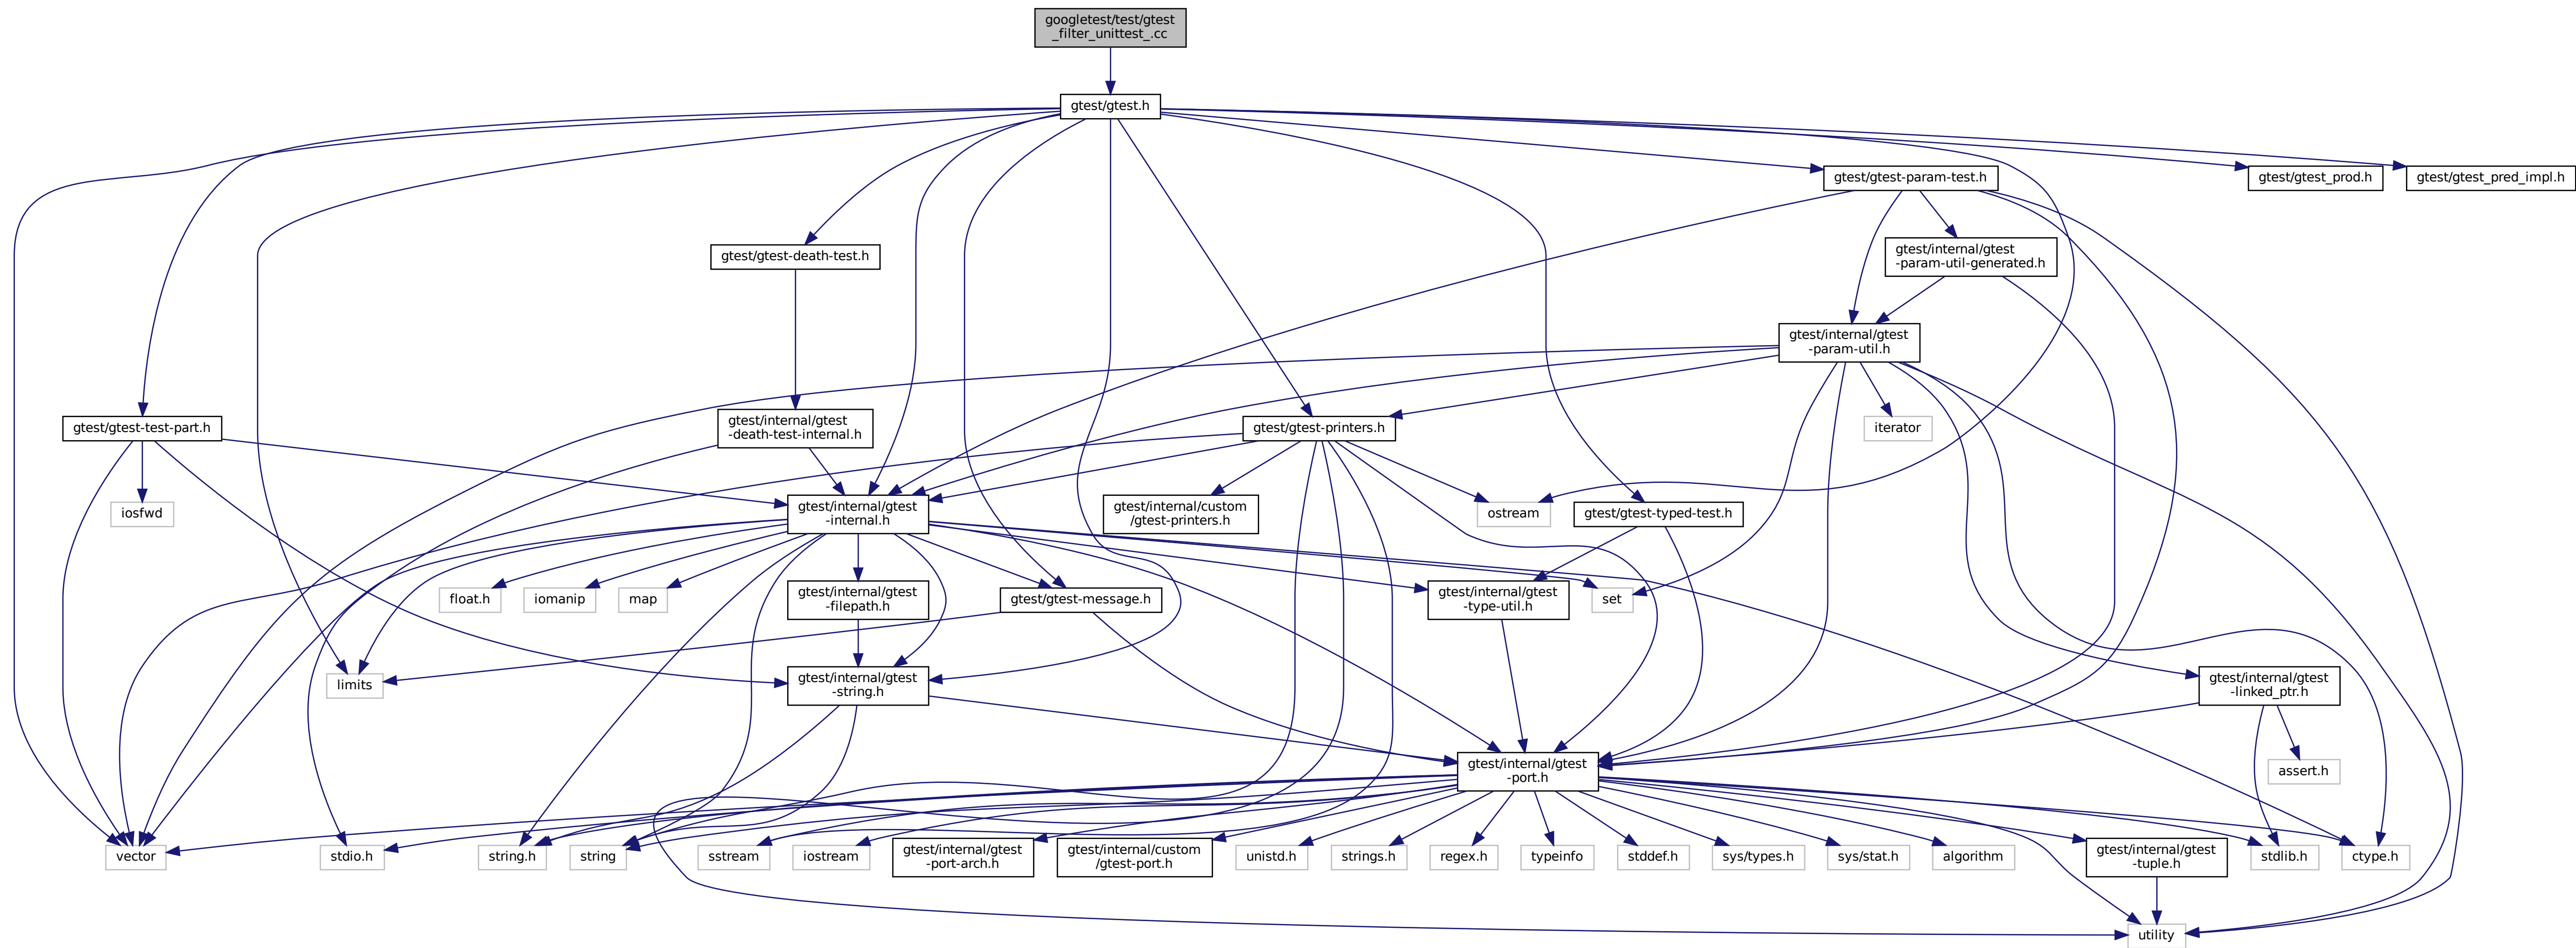 googletest/test/gtest
_filter_unittest_.cc
gtest/gtest.h
gtest/gtest-param-test.h
gtest/gtest_prod.h
gtest/gtest_pred_impl.h
gtest/gtest-death-test.h
gtest/internal/gtest
-param-util-generated.h
gtest/internal/gtest
-param-util.h
gtest/gtest-test-part.h
gtest/internal/gtest
-death-test-internal.h
gtest/gtest-printers.h
iterator
iosfwd
gtest/internal/gtest
-internal.h
gtest/internal/custom
/gtest-printers.h
ostream
gtest/gtest-typed-test.h
float.h
iomanip
map
gtest/internal/gtest
-filepath.h
gtest/gtest-message.h
gtest/internal/gtest
-type-util.h
set
limits
gtest/internal/gtest
-string.h
gtest/internal/gtest
-linked_ptr.h
gtest/internal/gtest
-port.h
assert.h
vector
stdio.h
string.h
string
sstream
iostream
gtest/internal/gtest
-port-arch.h
gtest/internal/custom
/gtest-port.h
unistd.h
strings.h
regex.h
typeinfo
stddef.h
sys/types.h
sys/stat.h
algorithm
gtest/internal/gtest
-tuple.h
stdlib.h
ctype.h
utility